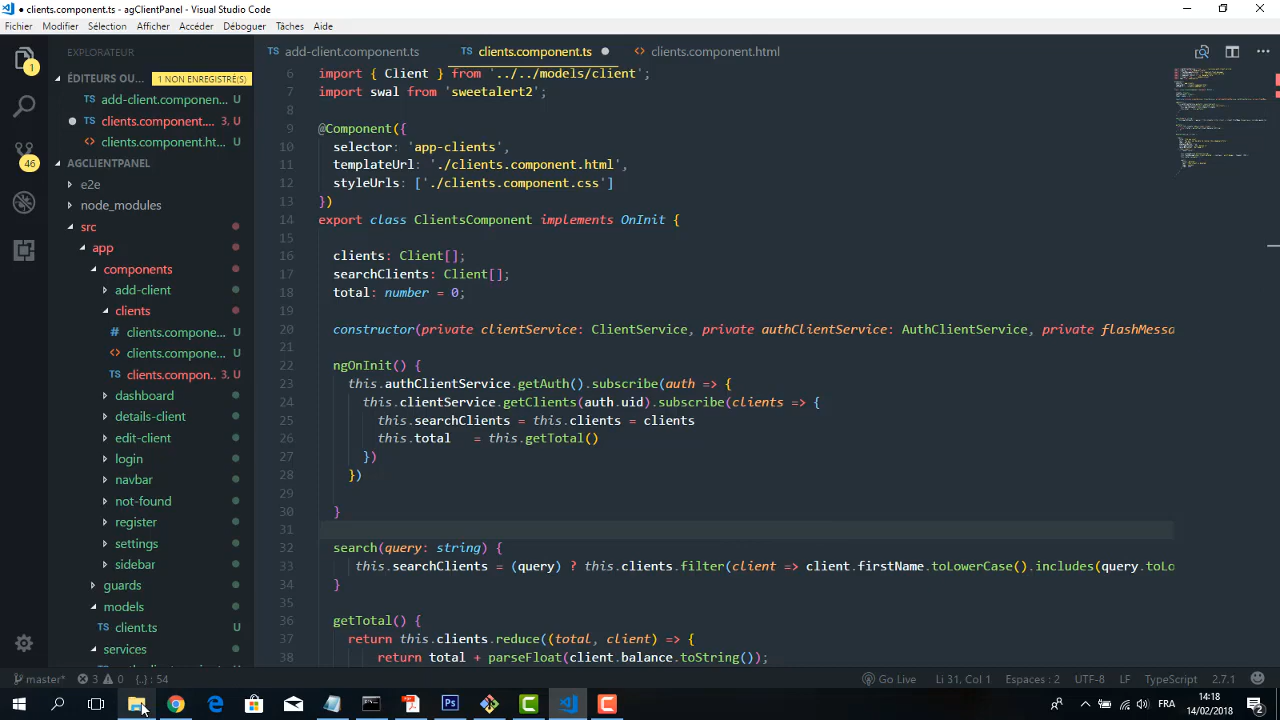 ● clients.component.ts - agClientPanel - Visual Studio Code
Fichier Modifier Sélection Afficher Accéder Déboguer Tâches Aide
EXPLORATEUR
TS add-client.component.ts
TS clients.component.ts ●
<> clients.component.html
1
46
ÉDITEURS OU... 1 NON ENREGISTRÉ(S)
TS add-client.componen... U
● TS clients.component.... 3, U
<> clients.component.ht... U
AGCLIENTPANEL
e2e
node_modules
src
app
components
add-client
clients
# clients.compone... U
<> clients.compone... U
TS clients.compon... 3, U
dashboard
details-client
edit-client
login
navbar
not-found
register
settings
sidebar
guards
models
TS client.ts U
services
6 import { Client } from '../../models/client';
7 import swal from 'sweetalert2';
8
9 @Component({
10 selector: 'app-clients',
11 templateUrl: './clients.component.html',
12 styleUrls: ['./clients.component.css']
13 })
14 export class ClientsComponent implements OnInit {
15
16 clients: Client[];
17 searchClients: Client[];
18 total: number = 0;
19
20 constructor(private clientService: ClientService, private authClientService: AuthClientService, private flashMessa
21
22 ngOnInit() {
23 this.authClientService.getAuth().subscribe(auth => {
24 this.clientService.getClients(auth.uid).subscribe(clients => {
25 this.searchClients = this.clients = clients
26 this.total = this.getTotal()
27 })
28 })
29
30 }
31
32 search(query: string) {
33 this.searchClients = (query) ? this.clients.filter(client => client.firstName.toLowerCase().includes(query.toLo
34 }
35
36 getTotal() {
37 return this.clients.reduce((total, client) => {
38 return total + parseFloat(client.balance.toString());
master* 3 0 {..} : 54 Go Live Li 31, Col 1 Espaces : 2 UTF-8 LF TypeScript 2.7.1
FRA
14:18
14/02/2018
2